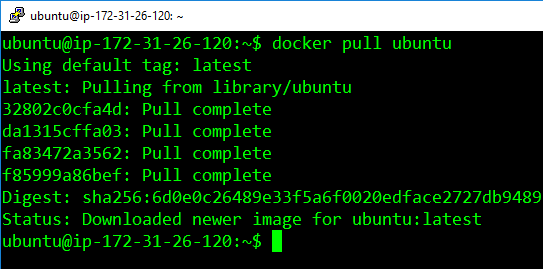 ubuntu@ip-172-31-26-120: ~
ubuntu@ip-172-31-26-120:~$ docker pull ubuntu
Using default tag: latest
latest: Pulling from library/ubuntu
32802c0cfa4d: Pull complete
da1315cffa03: Pull complete
fa83472a3562: Pull complete
f85999a86bef: Pull complete
Digest: sha256:6d0e0c26489e33f5a6f0020edface2727db9489
Status: Downloaded newer image for ubuntu:latest
ubuntu@ip-172-31-26-120:~$